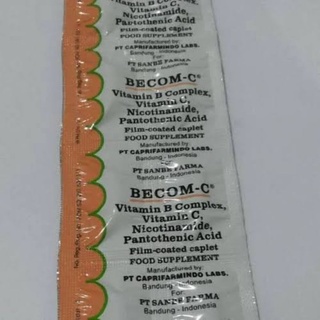 Vitamin C,
Nicotinamide,
Pantothenic Acid
Film-coated caplet
FOOD SUPPLEMENT
Manufactured by:
PT CAPRIFARMINDO LABS.
Bandung - Indonesia
For:
PT SANBE FARMA
Bandung - Indonesia
BECOM-C®
Vitamin B Complex,
Vitamin C,
Nicotinamide,
Pantothenic Acid
Film-coated caplet
FOOD SUPPLEMENT
Manufactured by:
PT CAPRIFARMINDO LABS.
Bandung - Indonesia
For:
PT SANBE FARMA
Bandung - Indonesia
BECOM-C®
Vitamin B Complex,
Vitamin C,
Nicotinamide,
Pantothenic Acid
Film-coated caplet
FOOD SUPPLEMENT
Manufactured by:
PT CAPRIFARMINDO LABS.
Bandung - Indonesia
For:
PT SANBE FARMA
Bandung - Indonesia